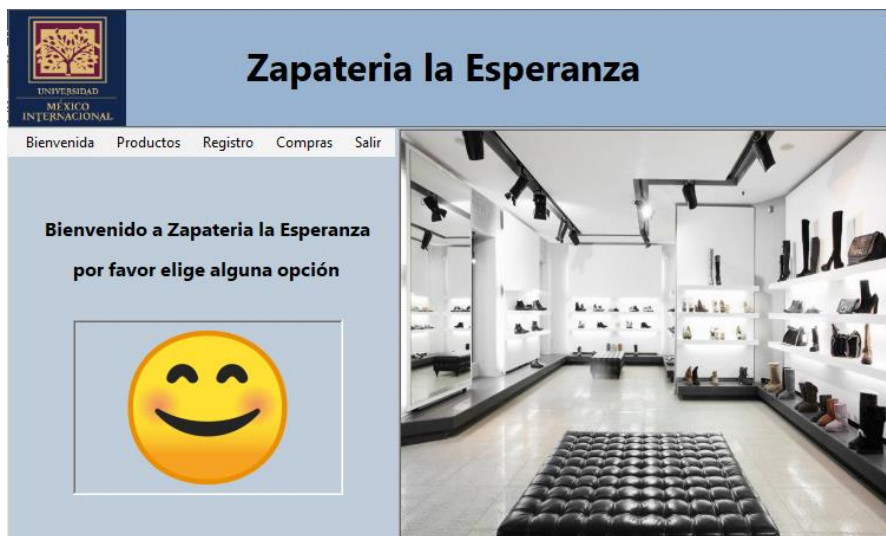 UNIVERSIDAD
MÉXICO
INTERNACIONAL
Zapateria la Esperanza
Bienvenida Productos Registro Compras Salir
Bienvenido a Zapateria la Esperanza
por favor elige alguna opción